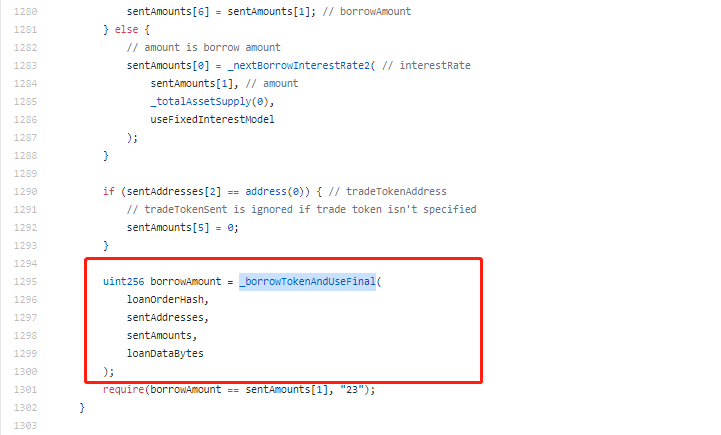 1280 sentAmounts[6] = sentAmounts[1]; // borrowAmount
1281 } else {
1282 // amount is borrow amount
1283 sentAmounts[0] = _nextBorrowInterestRate2( // interestRate
1284 sentAmounts[1], // amount
1285 _totalAssetSupply(0),
1286 useFixedInterestModel
1287 );
1288 }
1289
1290 if (sentAddresses[2] == address(0)) { // tradeTokenAddress
1291 // tradeTokenSent is ignored if trade token isn't specified
1292 sentAmounts[5] = 0;
1293 }
1294
1295 uint256 borrowAmount = _borrowTokenAndUseFinal(
1296 loanOrderHash,
1297 sentAddresses,
1298 sentAmounts,
1299 loanDataBytes
1300 );
1301 require(borrowAmount == sentAmounts[1], "23");
1302 }
1303